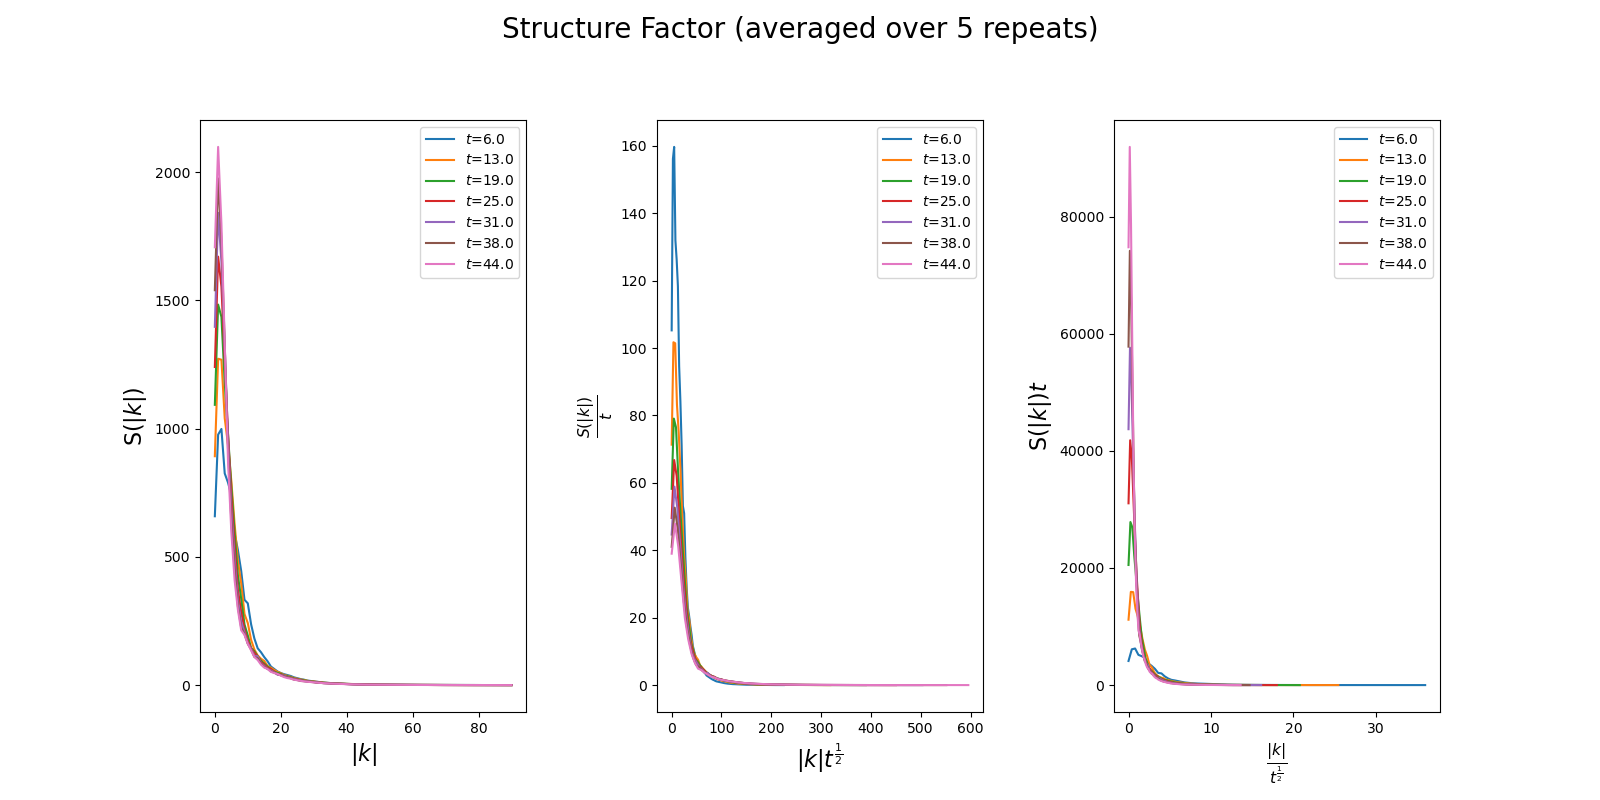 Structure Factor (averaged over 5 repeats)
S(|k|)
2000
1500
1000
500
0
0 20 40 60 80
|k|
t=6.0
t=13.0
t=19.0
t=25.0
t=31.0
t=38.0
t=44.0
S(|k|)
t
160
140
120
100
80
60
40
20
0
0 100 200 300 400 500 600
|k|t^{1/2}
t=6.0
t=13.0
t=19.0
t=25.0
t=31.0
t=38.0
t=44.0
S(|k|)t
80000
60000
40000
20000
0
0 10 20 30
|k|
t^{1/2}
t=6.0
t=13.0
t=19.0
t=25.0
t=31.0
t=38.0
t=44.0